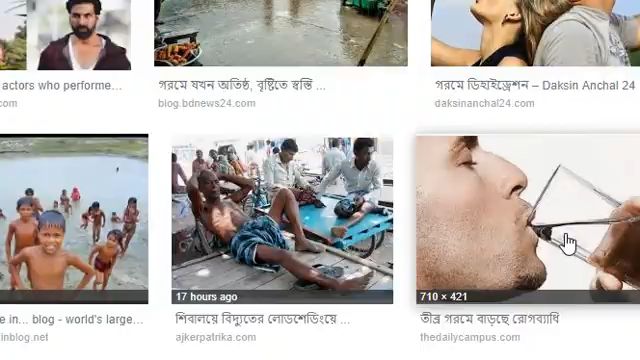 actors who performe...
গরমে যখন অতিষ্ঠ, বৃষ্টিতে স্বস্তি ...
গরমে ডিহাইড্রেশন – Daksin Anchal 24
.com
blog.bdnews24.com
daksinanchal24.com
17 hours ago
710 × 421
e in... blog - world's large...
শিবালয়ে বিদ্যুতের লোডশেডিংয়ে ...
তীব্র গরমে বাড়ছে রোগব্যাধি
inblog.net
ajkerpatrika.com
thedailycampus.com